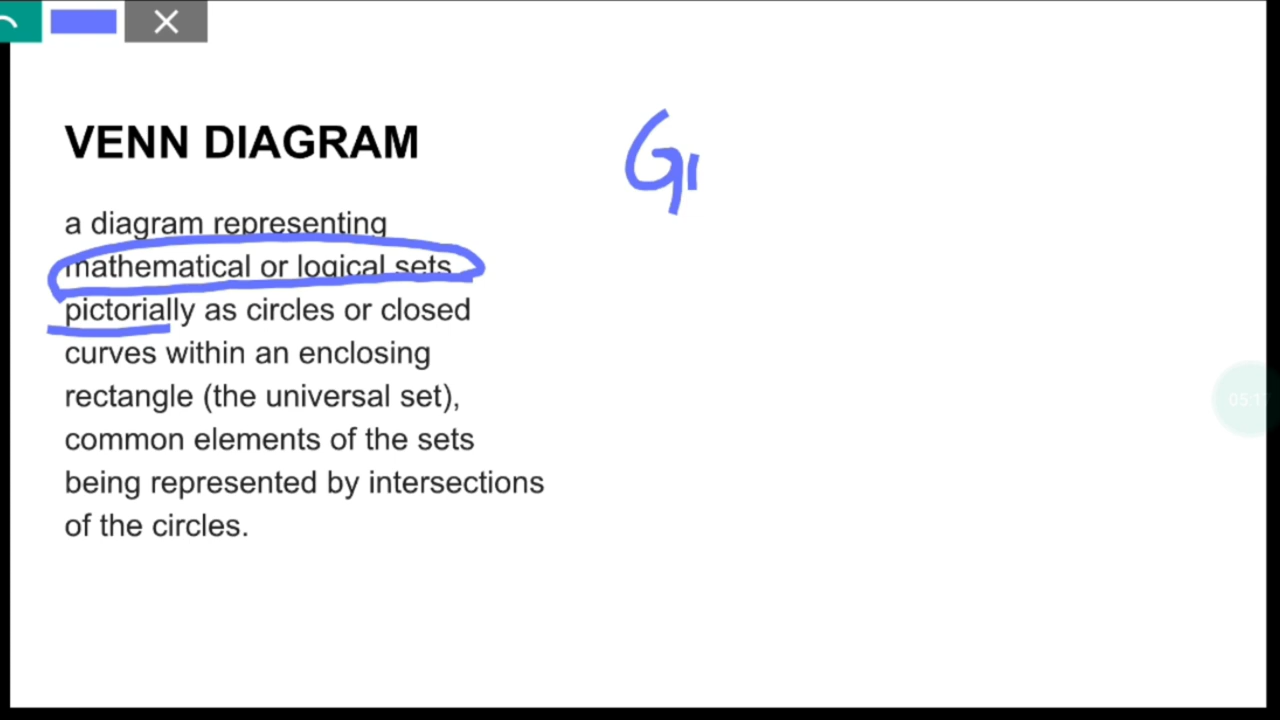 VENN DIAGRAM
a diagram representing
mathematical or logical sets
pictorially as circles or closed
curves within an enclosing
rectangle (the universal set),
common elements of the sets
being represented by intersections
of the circles.